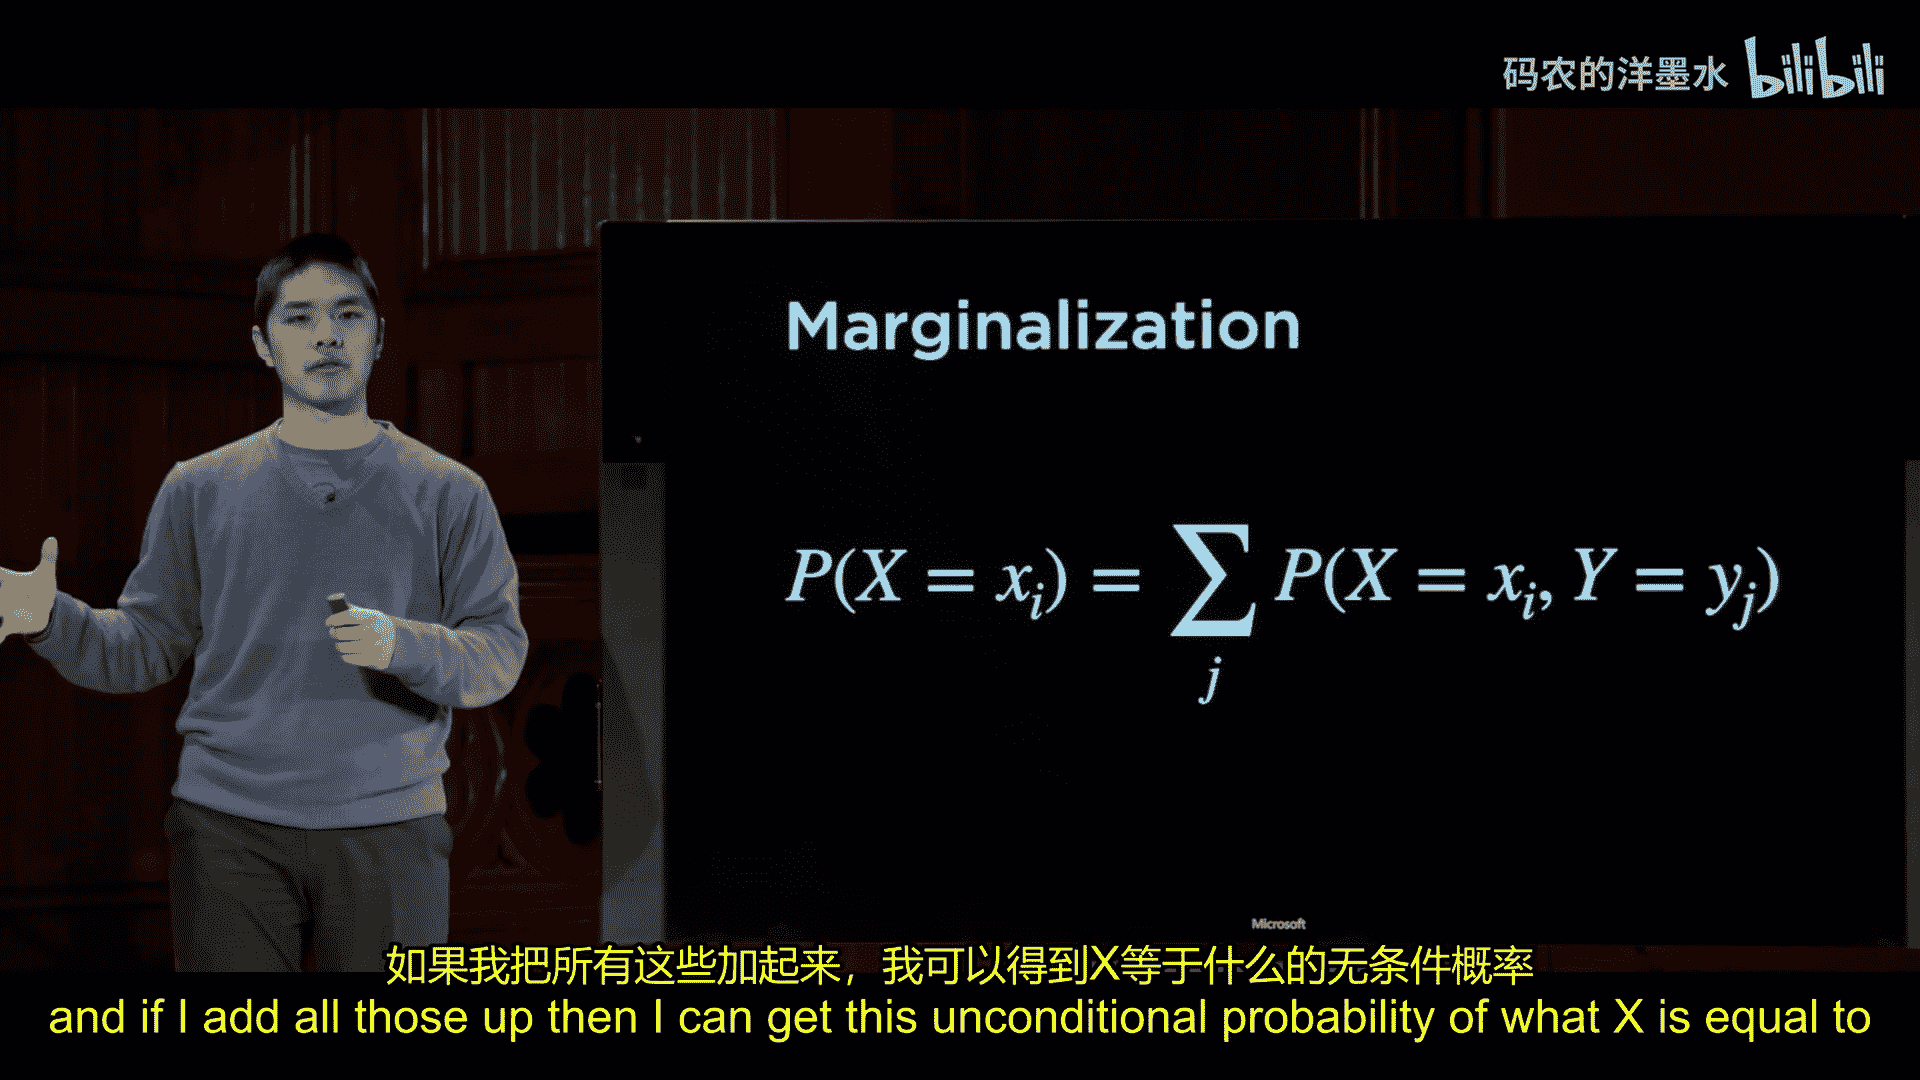 码农的洋墨水 bilibili
Marginalization
P(X = xᵢ) = ∑ P(X = xᵢ, Y = yⱼ)
j
Microsoft
如果我把所有这些加起来，我可以得到X等于什么的无条件概率
and if I add all those up then I can get this unconditional probability of what X is equal to